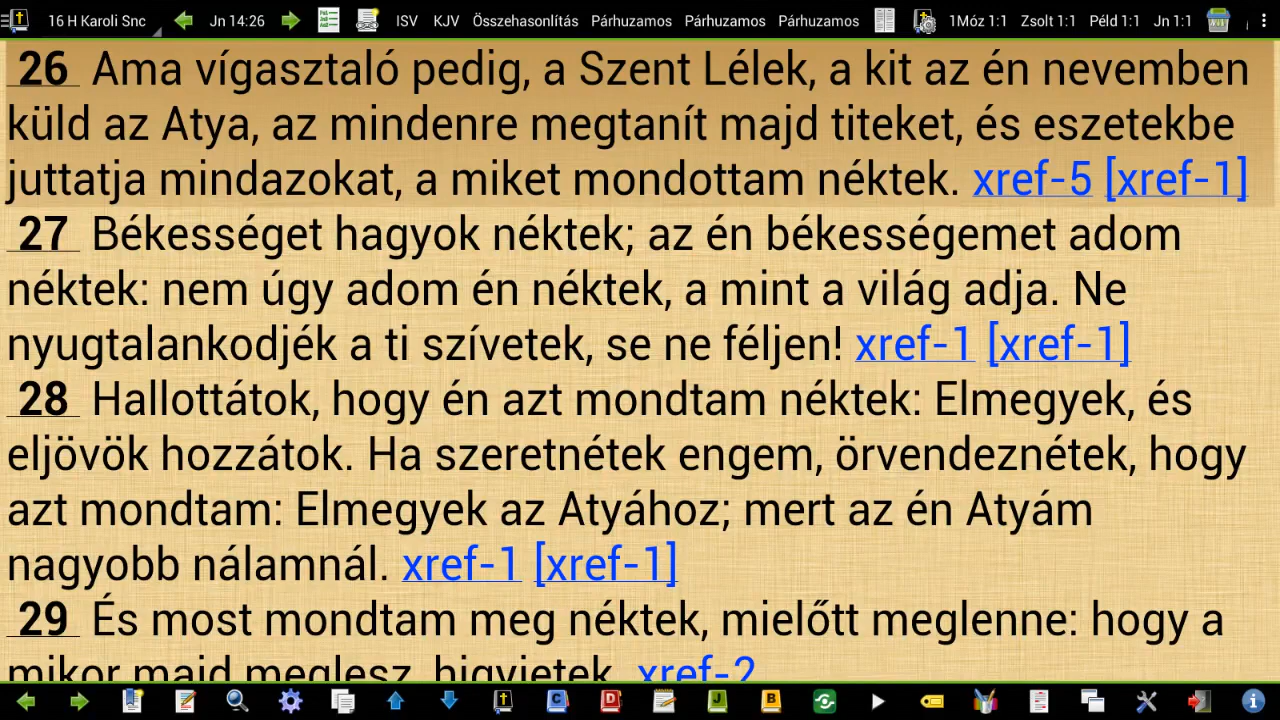 16 H Karoli Snc Jn 14:26 ISV KJV Összehasonlítás Párhuzamos Párhuzamos Párhuzamos 1Móz 1:1 Zsolt 1:1 Péld 1:1 Jn 1:1
26 Ama vígasztaló pedig, a Szent Lélek, a kit az én nevemben
küld az Atya, az mindenre megtanít majd titeket, és eszetekbe
juttatja mindazokat, a miket mondottam néktek. xref-5 [xref-1]
27 Békességet hagyok néktek; az én békességemet adom
néktek: nem úgy adom én néktek, a mint a világ adja. Ne
nyugtalankodjék a ti szívetek, se ne féljen! xref-1 [xref-1]
28 Hallottátok, hogy én azt mondtam néktek: Elmegyek, és
eljövök hozzátok. Ha szeretnétek engem, örvendeznétek, hogy
azt mondtam: Elmegyek az Atyához; mert az én Atyám
nagyobb nálamnál. xref-1 [xref-1]
29 És most mondtam meg néktek, mielőtt meglenne: hogy a
mikor majd meglesz, higyjetek. xref-2
C D J B